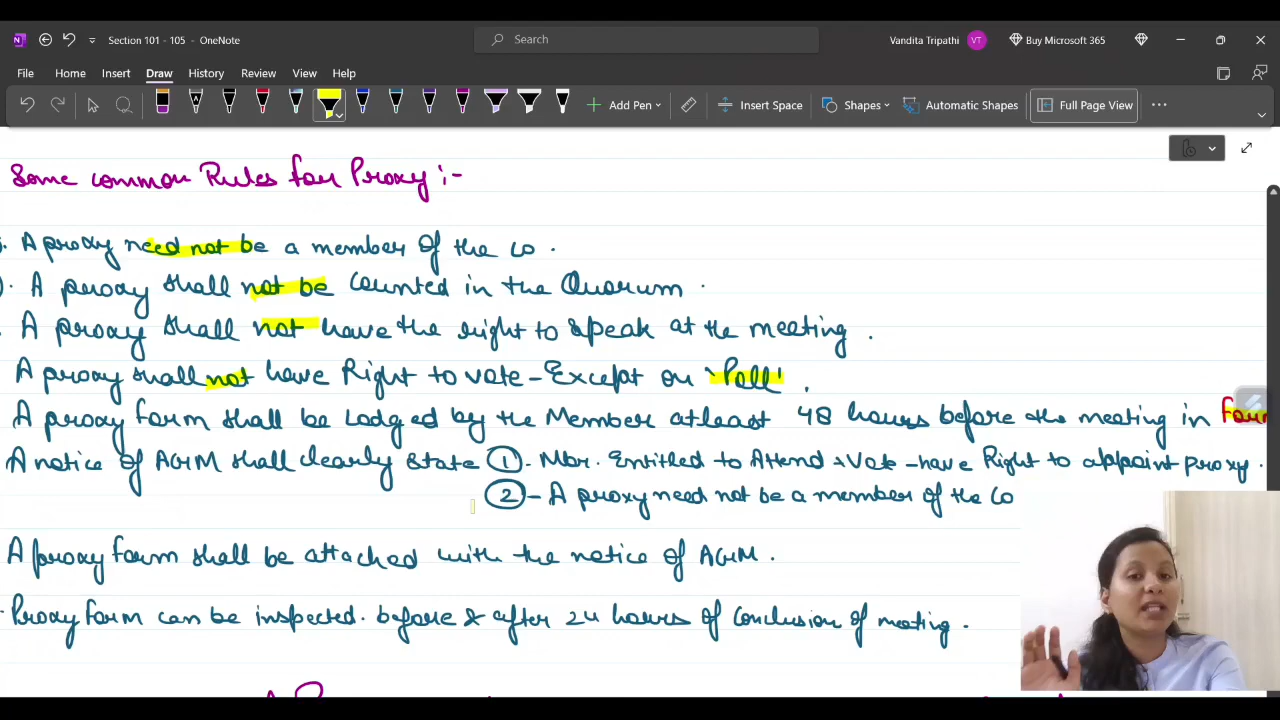 Section 101 - 105 - OneNote
Search
Vandita Tripathi
VT
Buy Microsoft 365
File Home Insert Draw History Review View Help
Add Pen
Insert Space
Shapes
Automatic Shapes
Full Page View
Some common Rules for Proxy :-
A proxy need not be a member of the co.
A proxy shall not be counted in the Quorum.
A proxy shall not have the right to speak at the meeting.
A proxy shall not have Right to vote - Except on 'Poll'.
A proxy form shall be Lodged by the Member atleast 48 hours before the meeting in
A notice of AGM shall clearly state ① - Mbr. Entitled to Attend & Vote - have Right to appoint proxy.
② - A proxy need not be a member of the co
A proxy form shall be attached with the notice of AGM.
Proxy form can be inspected. before & after 24 hours of conclusion of meeting.